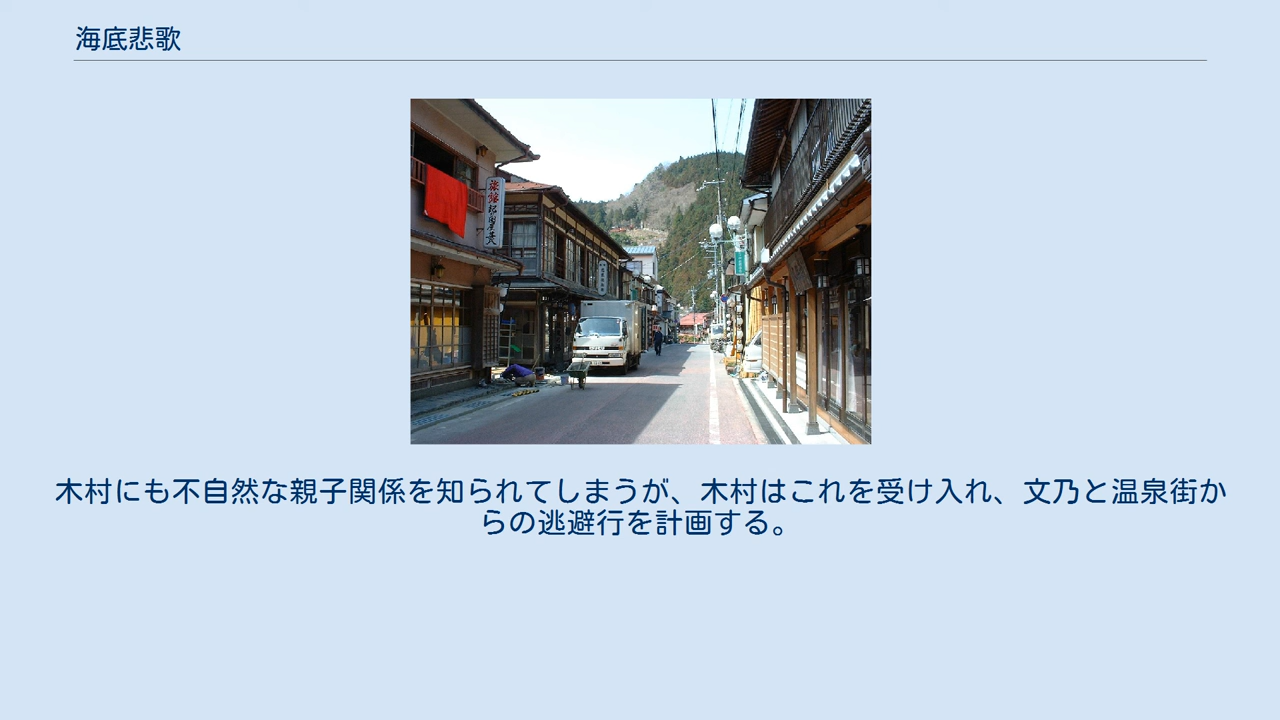 海底悲歌
木村にも不自然な親子関係を知られてしまうが、木村はこれを受け入れ、文乃と温泉街か
らの逃避行を計画する。